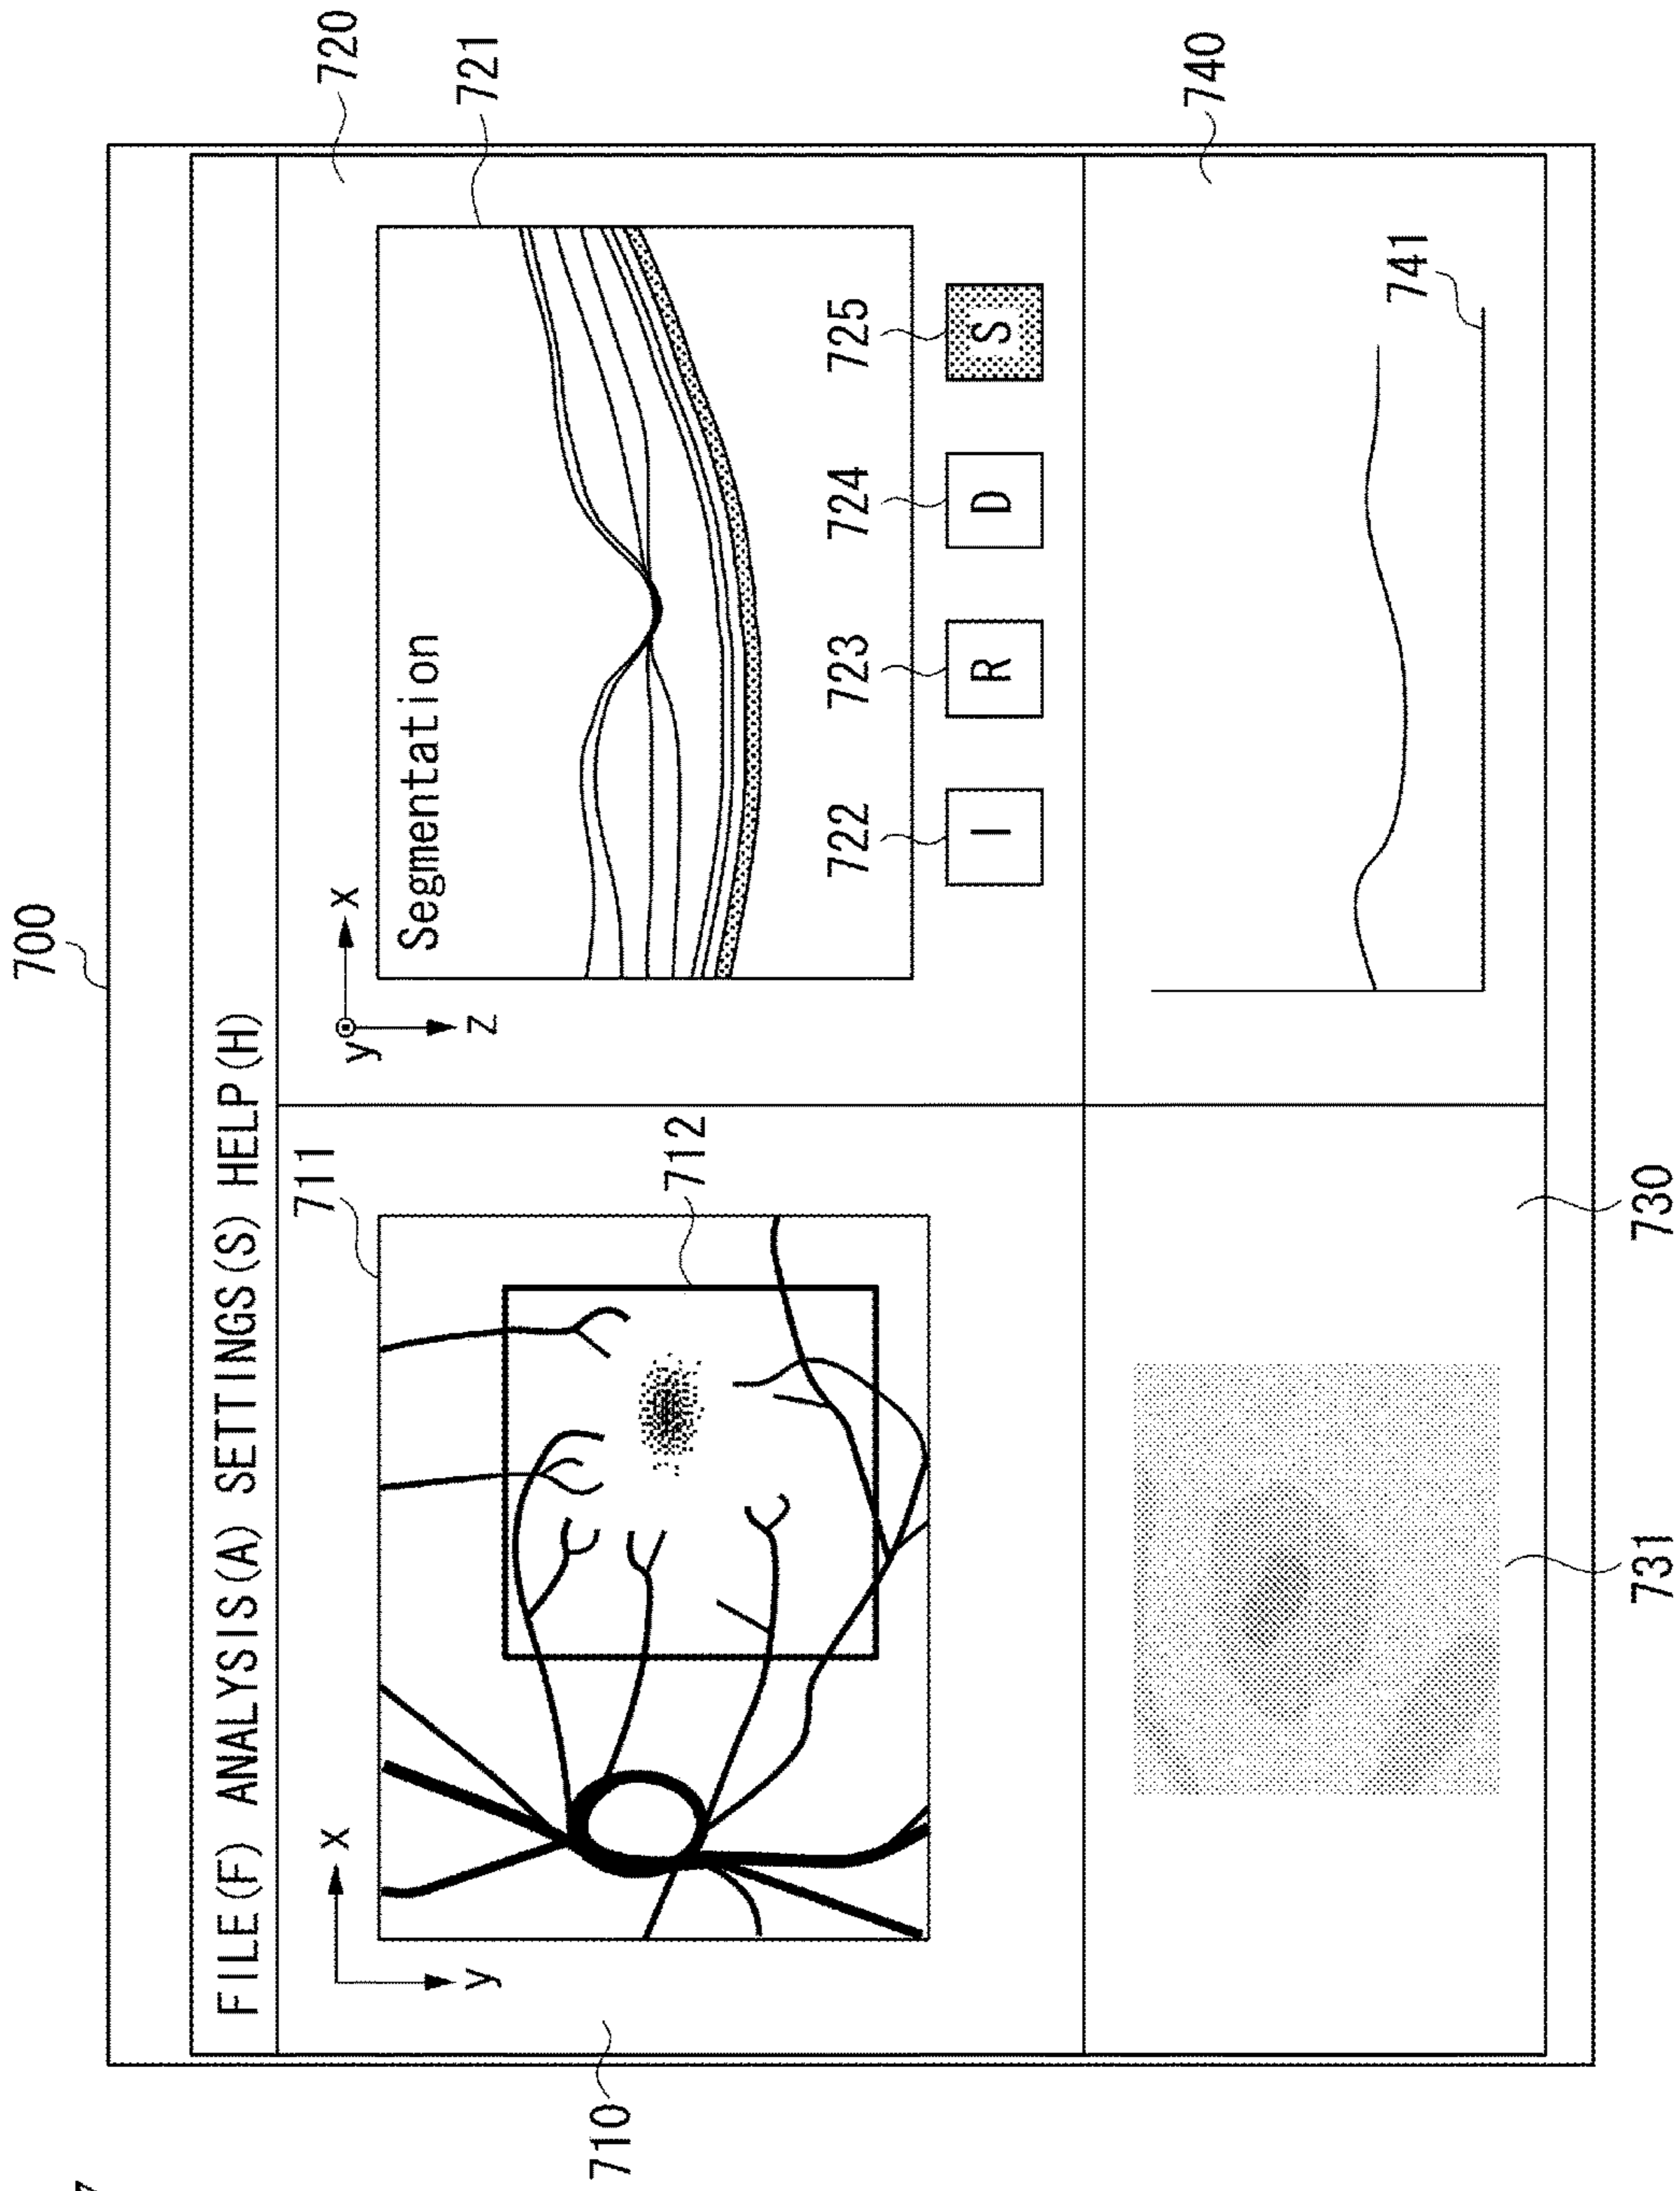 700
FILE(F) ANALYSIS(A) SETTINGS(S) HELP(H)
710
x
y
711
712
y
x
z
720
721
Segmentation
722
723
724
725
I
R
D
S
730
731
740
741